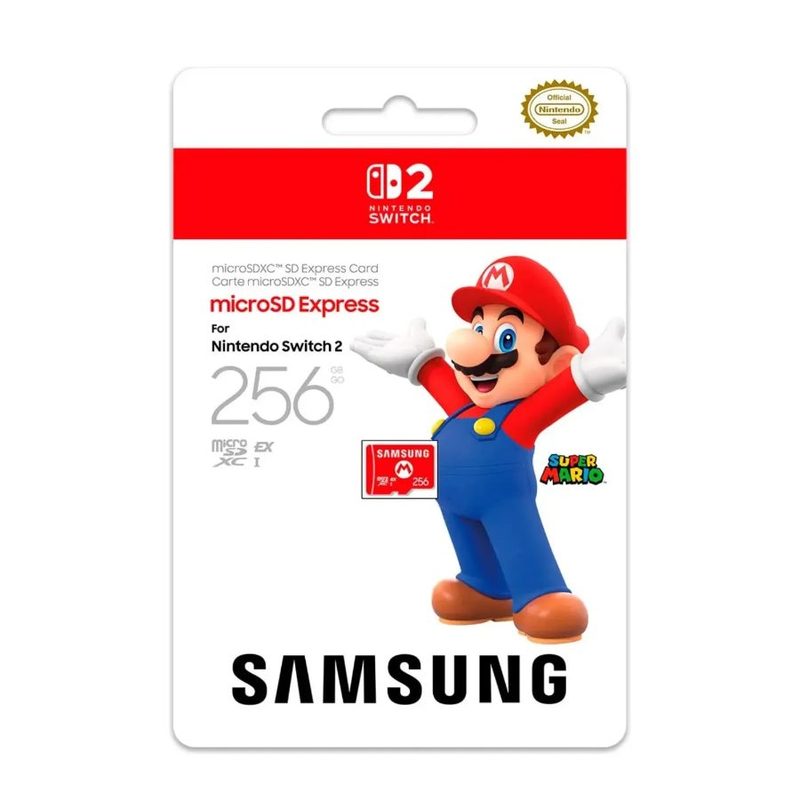 Official
Nintendo
Seal
TM
2
NINTENDO
SWITCH
microSDXC™ SD Express Card
Carte microSDXC™ SD Express
microSD Express
For
Nintendo Switch 2
256 GB
GO
micro
SD EX
XC I
M
SAMSUNG
M
256
SUPER
MARIO
SAMSUNG